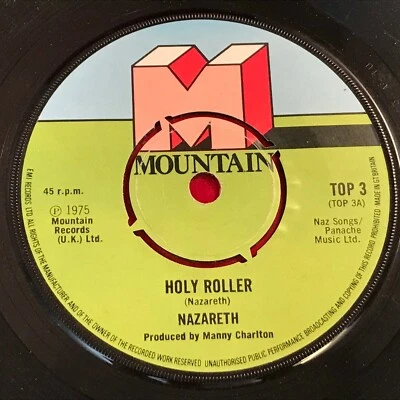 MOUNTAIN
45 r.p.m.
℗ 1975
Mountain
Records
(U.K.) Ltd.
TOP 3
(TOP 3A)
Naz Songs/
Panache
Music Ltd.
HOLY ROLLER
(Nazareth)
NAZARETH
Produced by Manny Charlton
EMI RECORDS LTD. ALL RIGHTS OF THE MANUFACTURER AND OF THE OWNER OF THE RECORDED WORK RESERVED UNAUTHORISED PUBLIC PERFORMANCE BROADCASTING AND COPYING OF THIS RECORD PROHIBITED. MADE IN GT. BRITAIN